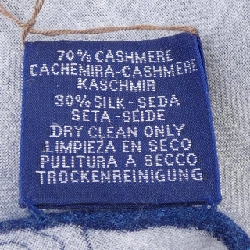 70% CASHMERE
CACHEMIRA-CASHMERE
KASCHMIR
30% SILK-SEDA
SETA-SEIDE
DRY CLEAN ONLY
LIMPIEZA EN SECO
PULITURA A SECCO
TROCKENREINIGUNG